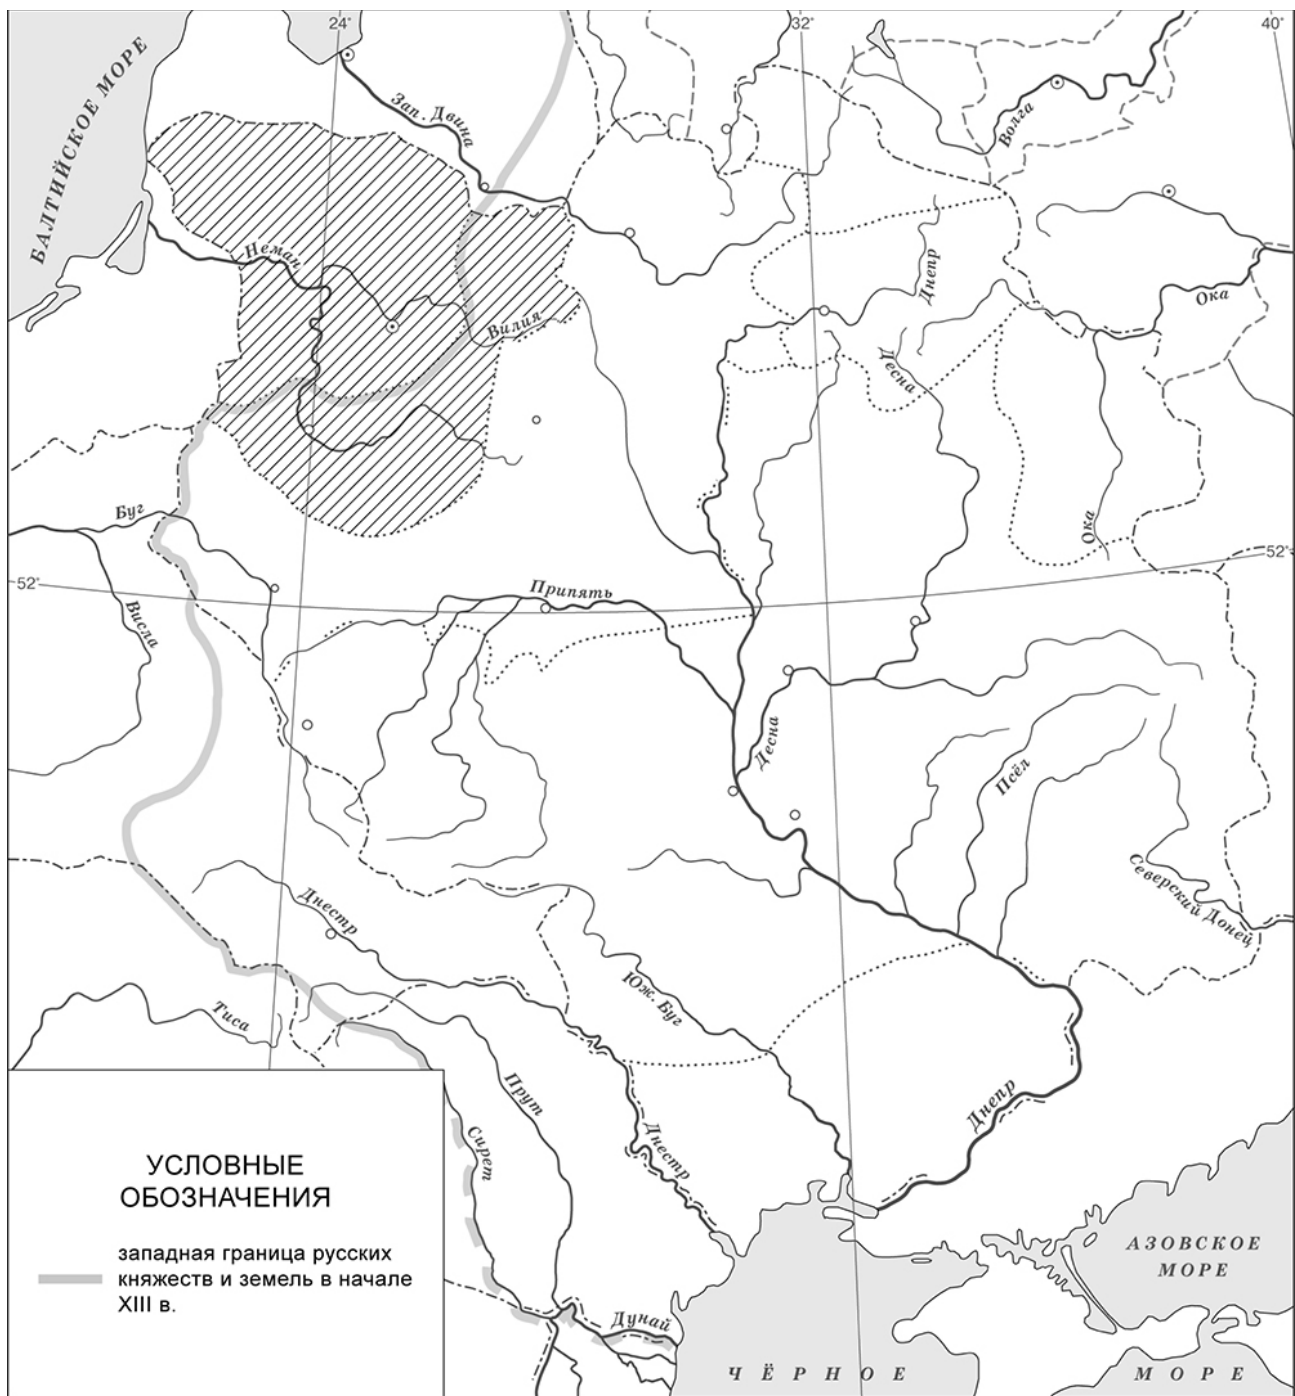 24°
32°
40°
БАЛТИЙСКОЕ МОРЕ
Зап. Двина
Волга
Неман
Днепр
Ока
Вилия
Десна
Буг
Ока
52°
52°
Припять
Висла
Десна
Псёл
Северский Донец
Днестр
Юж. Буг
Тиса
Прут
Днепр
Сирет
Днестр
УСЛОВНЫЕ
ОБОЗНАЧЕНИЯ
западная граница русских
княжеств и земель в начале
XIII в.
АЗОВСКОЕ
МОРЕ
Дунай
ЧЁРНОЕ МОРЕ